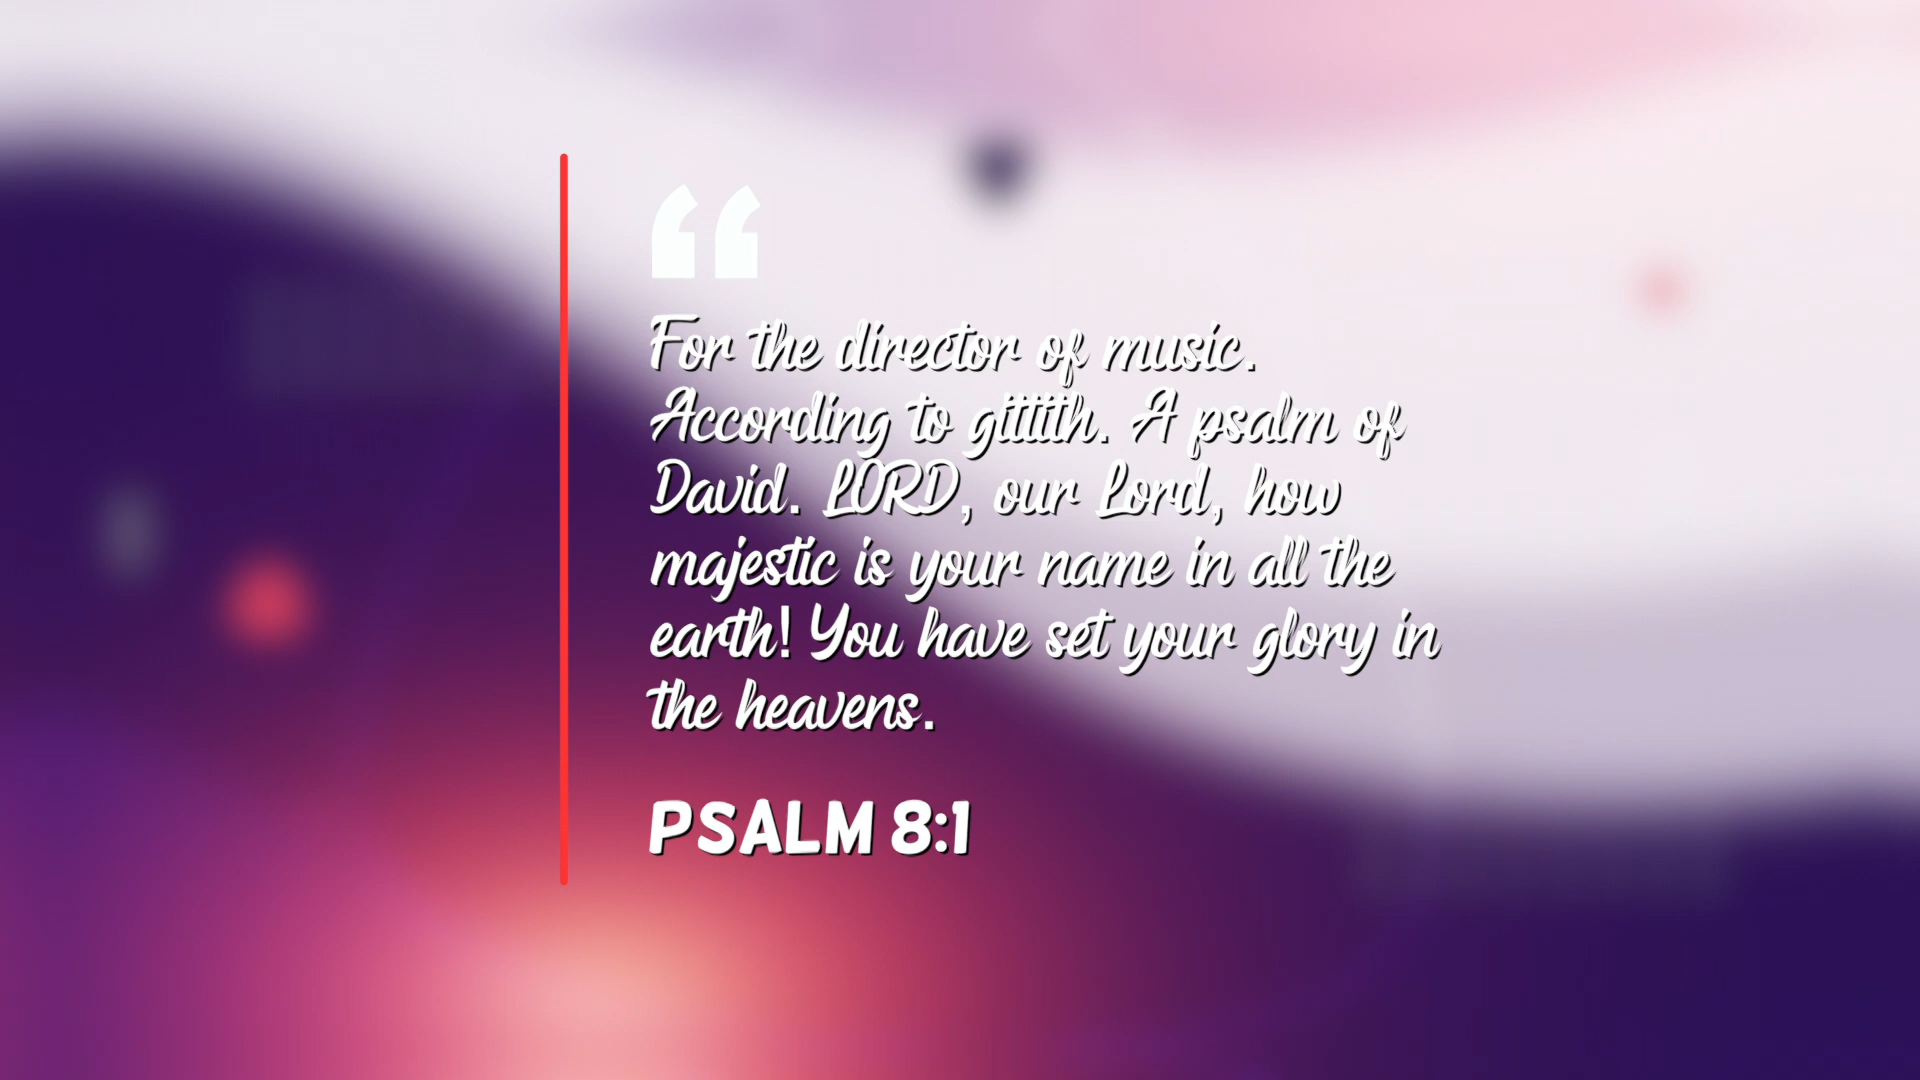 “
For the director of music.
According to gittith. A psalm of
David. LORD, our Lord, how
majestic is your name in all the
earth! You have set your glory in
the heavens.
PSALM 8:1